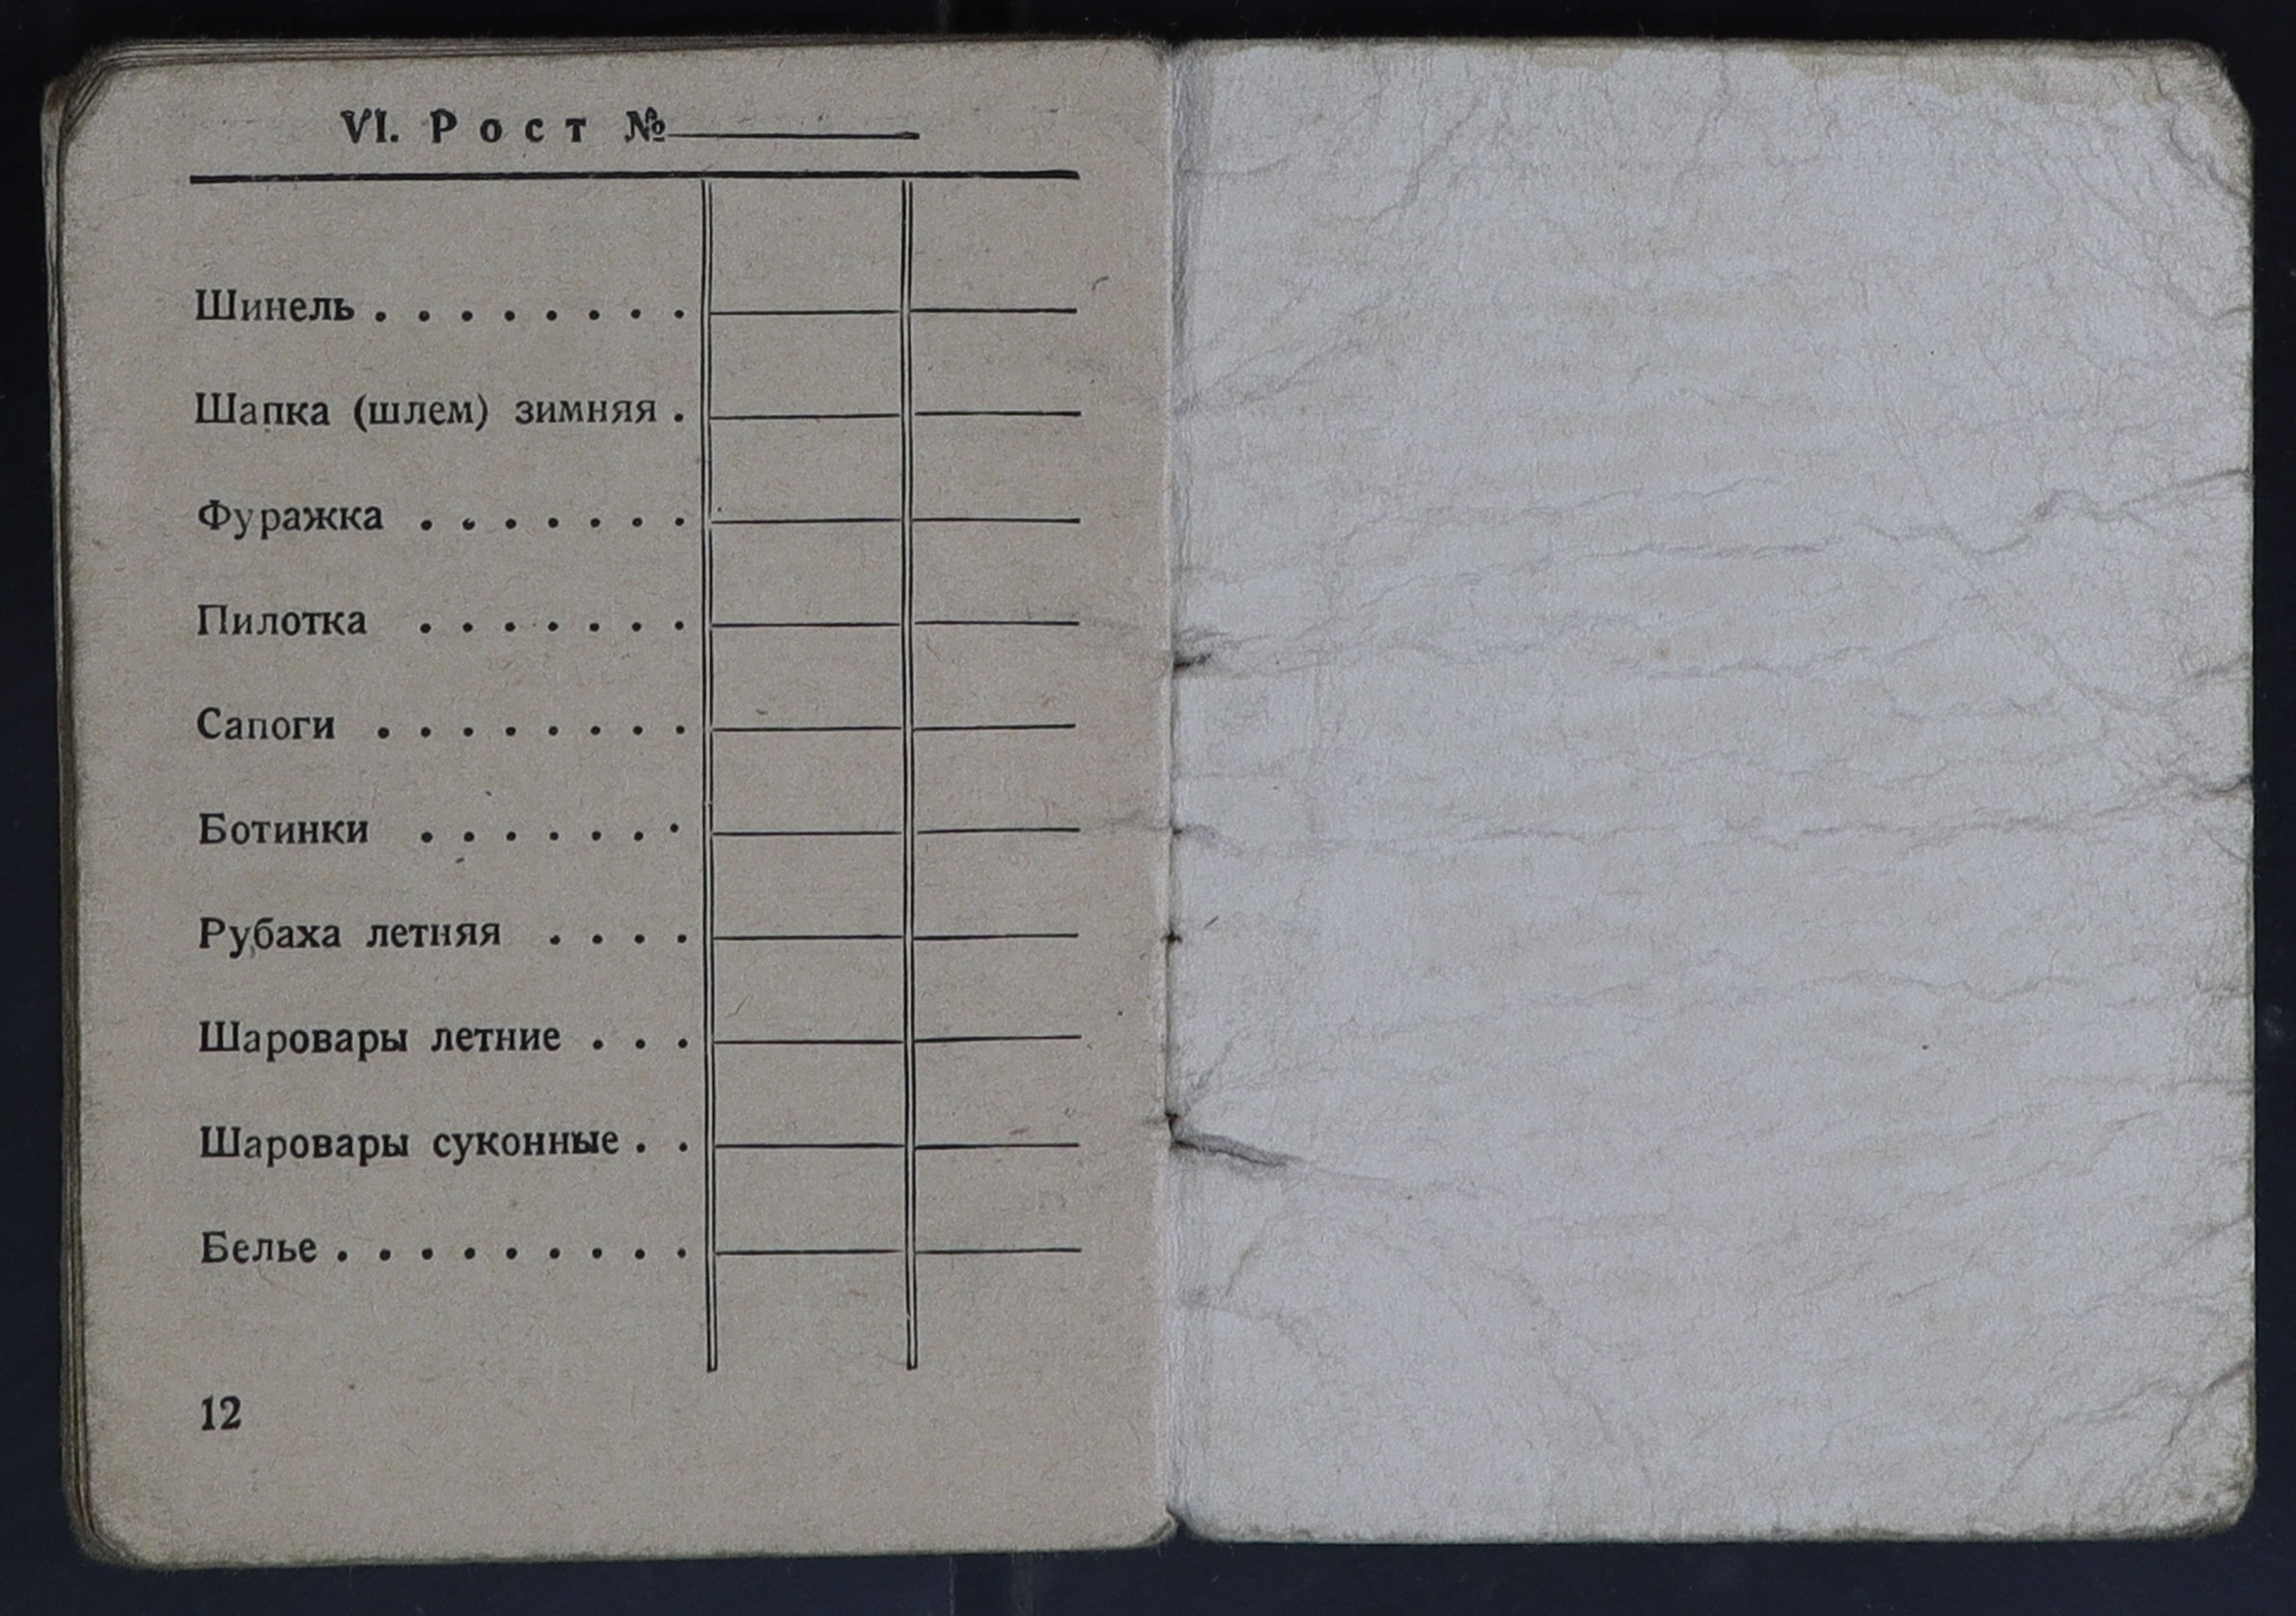 VI. Рост №
Шинель . . . . . . . .
Шапка (шлем) зимняя .
Фуражка . . . . . . .
Пилотка . . . . . . .
Сапоги . . . . . . . .
Ботинки . . . . . . .
Рубаха летняя . . . .
Шаровары летние . . .
Шаровары суконные . .
Белье . . . . . . . . .
12